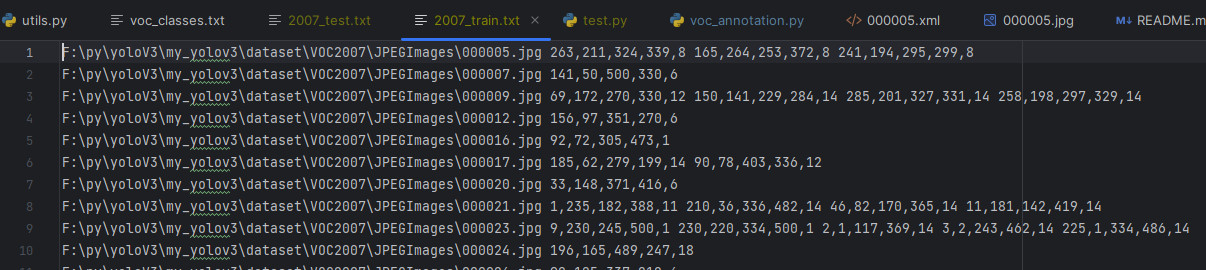 utils.py voc_classes.txt 2007_test.txt 2007_train.txt × test.py voc_annotation.py </> 000005.xml 000005.jpg M↓ README.m
1 F:\py\yoloV3\my_yolov3\dataset\VOC2007\JPEGImages\000005.jpg 263,211,324,339,8 165,264,253,372,8 241,194,295,299,8
2 F:\py\yoloV3\my_yolov3\dataset\VOC2007\JPEGImages\000007.jpg 141,50,500,330,6
3 F:\py\yoloV3\my_yolov3\dataset\VOC2007\JPEGImages\000009.jpg 69,172,270,330,12 150,141,229,284,14 285,201,327,331,14 258,198,297,329,14
4 F:\py\yoloV3\my_yolov3\dataset\VOC2007\JPEGImages\000012.jpg 156,97,351,270,6
5 F:\py\yoloV3\my_yolov3\dataset\VOC2007\JPEGImages\000016.jpg 92,72,305,473,1
6 F:\py\yoloV3\my_yolov3\dataset\VOC2007\JPEGImages\000017.jpg 185,62,279,199,14 90,78,403,336,12
7 F:\py\yoloV3\my_yolov3\dataset\VOC2007\JPEGImages\000020.jpg 33,148,371,416,6
8 F:\py\yoloV3\my_yolov3\dataset\VOC2007\JPEGImages\000021.jpg 1,235,182,388,11 210,36,336,482,14 46,82,170,365,14 11,181,142,419,14
9 F:\py\yoloV3\my_yolov3\dataset\VOC2007\JPEGImages\000023.jpg 9,230,245,500,1 230,220,334,500,1 2,1,117,369,14 3,2,243,462,14 225,1,334,486,14
10 F:\py\yoloV3\my_yolov3\dataset\VOC2007\JPEGImages\000024.jpg 196,165,489,247,18